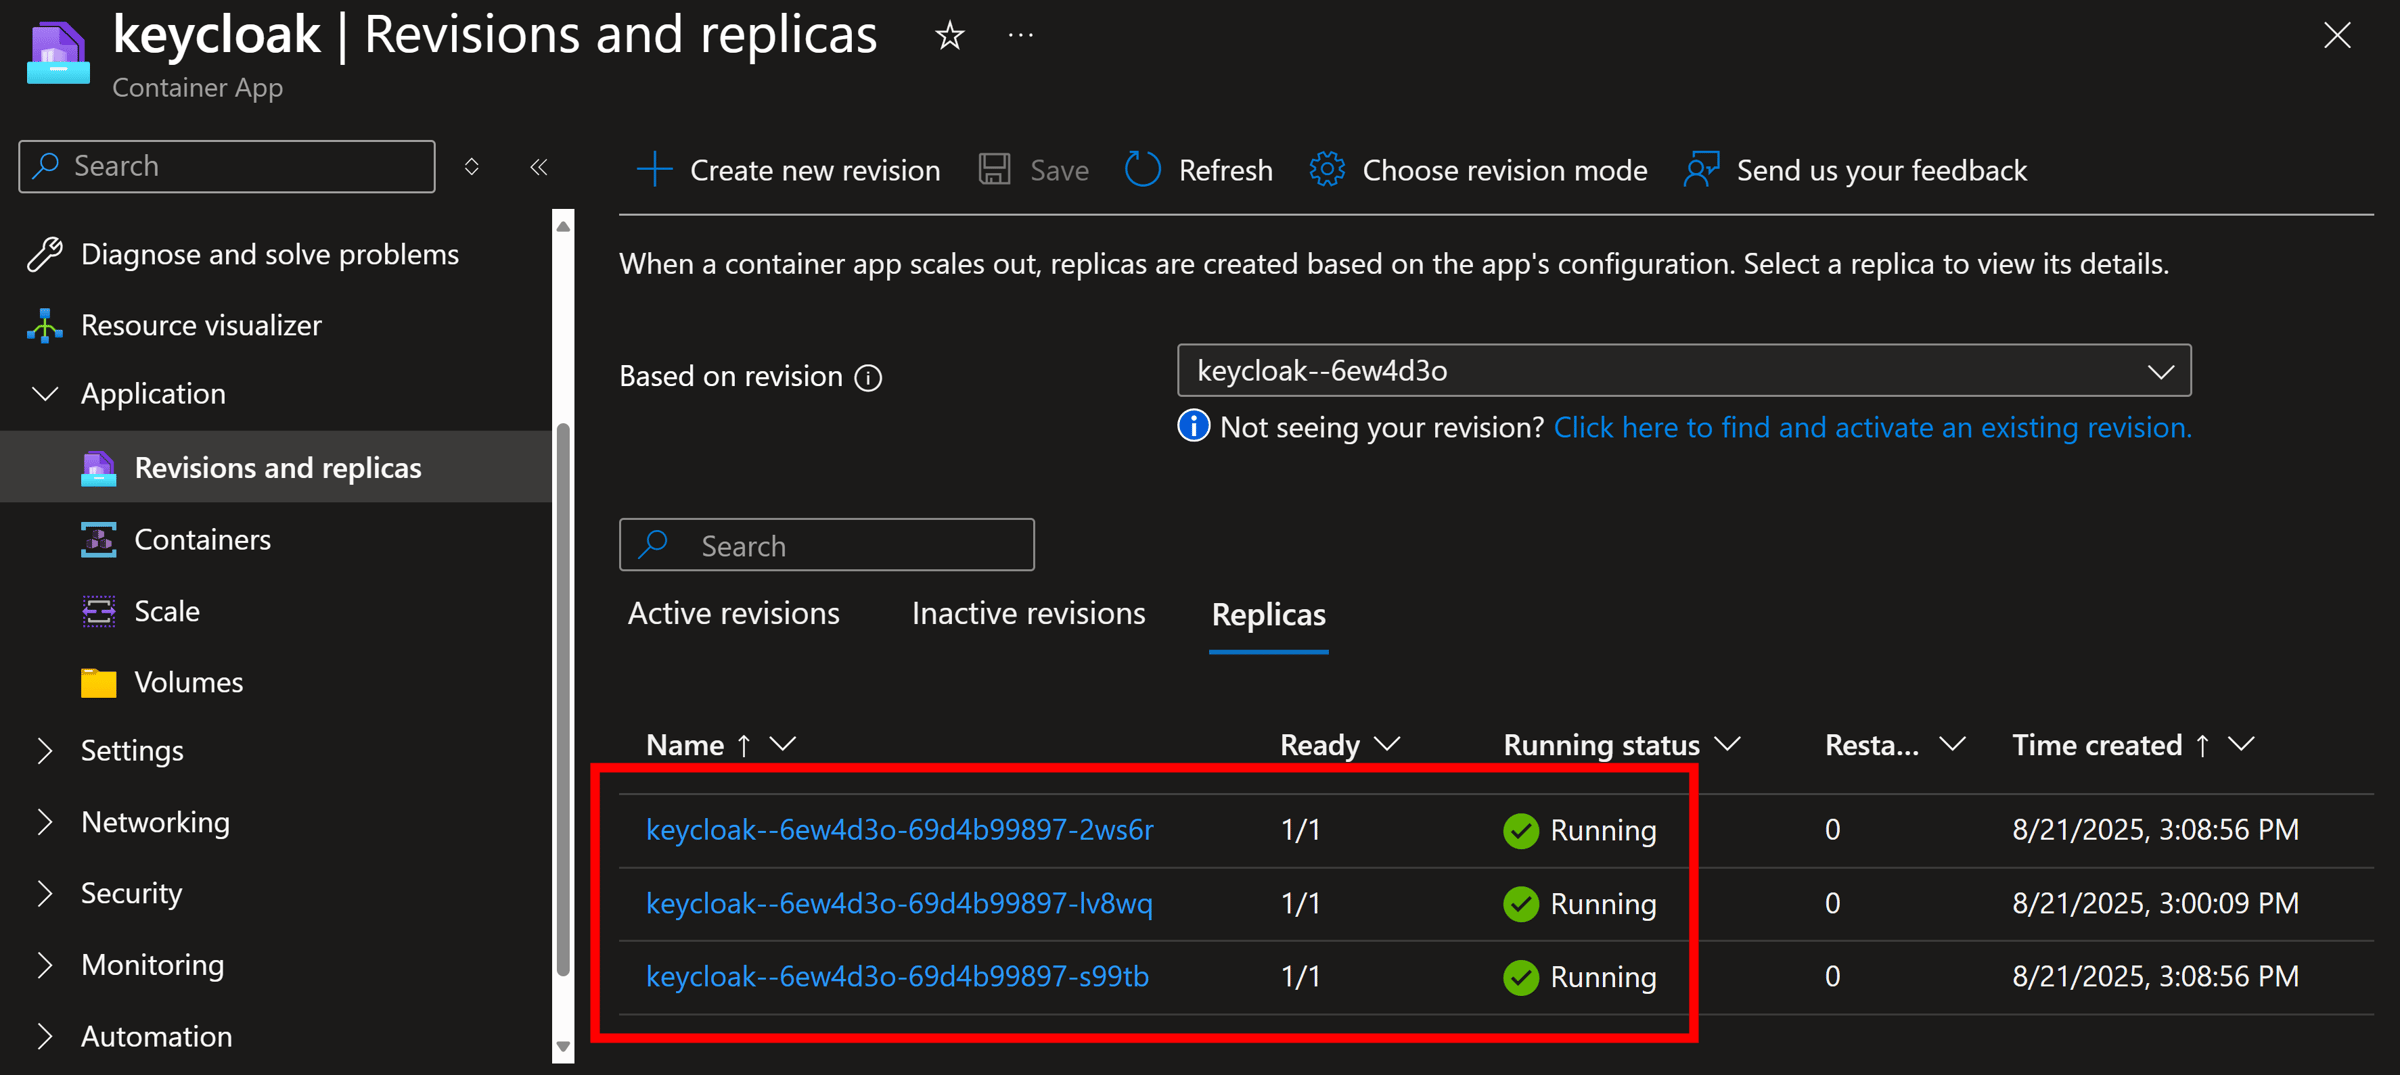 keycloak | Revisions and replicas
Container App
Search
Create new revision
Save
Refresh
Choose revision mode
Send us your feedback
Diagnose and solve problems
Resource visualizer
Application
Revisions and replicas
Containers
Scale
Volumes
Settings
Networking
Security
Monitoring
Automation
When a container app scales out, replicas are created based on the app's configuration. Select a replica to view its details.
Based on revision
keycloak--6ew4d3o
Not seeing your revision? Click here to find and activate an existing revision.
Search
Active revisions Inactive revisions Replicas
Name ↑ Ready Running status Resta... Time created ↑
keycloak--6ew4d3o-69d4b99897-2ws6r 1/1 Running 0 8/21/2025, 3:08:56 PM
keycloak--6ew4d3o-69d4b99897-lv8wq 1/1 Running 0 8/21/2025, 3:00:09 PM
keycloak--6ew4d3o-69d4b99897-s99tb 1/1 Running 0 8/21/2025, 3:08:56 PM